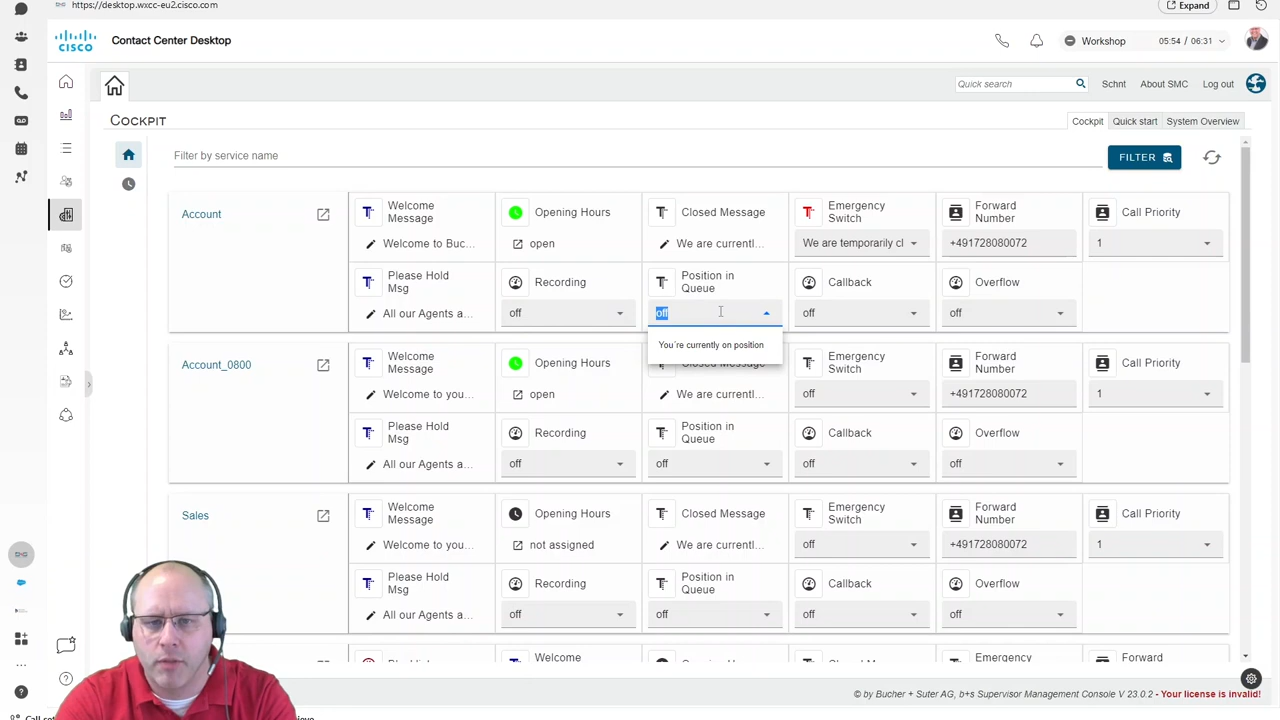 https://desktop.wxcc-eu2.cisco.com
Expand
CISCO
Contact Center Desktop
Workshop
05:54 / 06:31
Quick search
Schnt
About SMC
Log out
COCKPIT
Cockpit
Quick start
System Overview
Filter by service name
FILTER
Account
Welcome
Message
Opening Hours
Closed Message
Emergency
Switch
Forward
Number
Call Priority
Welcome to Buc...
open
We are currentl...
We are temporarily cl
+491728080072
1
Please Hold
Msg
Recording
Position in
Queue
Callback
Overflow
All our Agents a...
off
off
off
off
You're currently on position
Account_0800
Welcome
Message
Opening Hours
Closed Message
Emergency
Switch
Forward
Number
Call Priority
Welcome to you...
open
We are currentl...
off
+491728080072
1
Please Hold
Msg
Recording
Position in
Queue
Callback
Overflow
All our Agents a...
off
off
off
off
Sales
Welcome
Message
Opening Hours
Closed Message
Emergency
Switch
Forward
Number
Call Priority
Welcome to you...
not assigned
We are currentl...
off
+491728080072
1
Please Hold
Msg
Recording
Position in
Queue
Callback
Overflow
All our Agents a...
off
off
off
off
Welcome
Emergency
Forward
© by Bucher + Suter AG, b+s Supervisor Management Console V 23.0.2 - Your license is invalid!